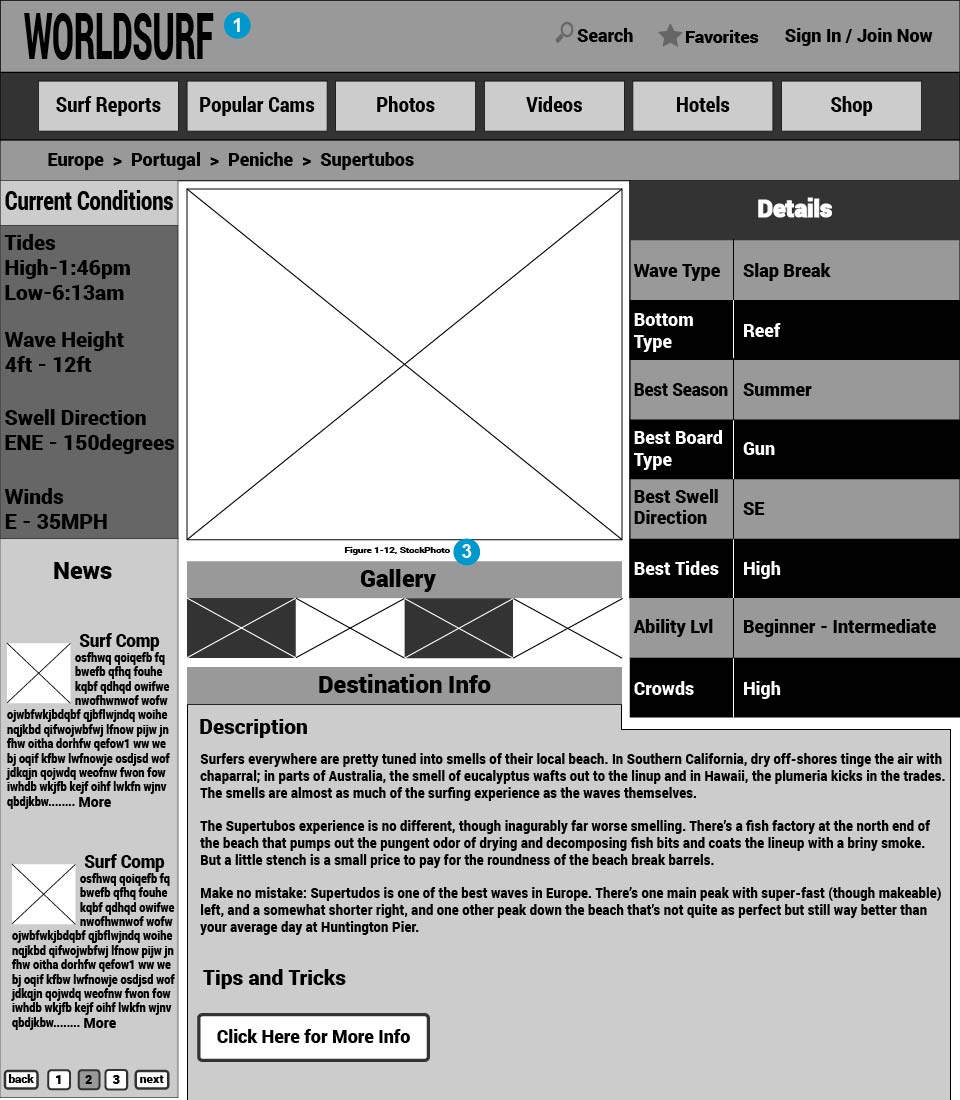 WORLDSURF
1
Search
Favorites
Sign In / Join Now
Surf Reports
Popular Cams
Photos
Videos
Hotels
Shop
Europe > Portugal > Peniche > Supertubos
Current Conditions
Tides
High-1:46pm
Low-6:13am
Wave Height
4ft - 12ft
Swell Direction
ENE - 150degrees
Winds
E - 35MPH
News
Surf Comp
osfhwq qoiqefb fq
bwefb qfhq fouhe
kqbf qdhqd owifwe
nwofhwnwof wofw
ojwbfwkjbdqbf qjbflwjndq woihe
nqjkbd qifwojwbfwj lfnow pijw jn
fhw oitha dorhfw qefow1 ww we
bj oqif kfbw lwfnowje osdjsd wof
jdkqjn qojwdq weofnw fwon fow
iwhdb wkjfb kejf oihf lwkfn wjnv
qbdjkbw........ More
Surf Comp
osfhwq qoiqefb fq
bwefb qfhq fouhe
kqbf qdhqd owifwe
nwofhwnwof wofw
ojwbfwkjbdqbf qjbflwjndq woihe
nqjkbd qifwojwbfwj lfnow pijw jn
fhw oitha dorhfw qefow1 ww we
bj oqif kfbw lwfnowje osdjsd wof
jdkqjn qojwdq weofnw fwon fow
iwhdb wkjfb kejf oihf lwkfn wjnv
qbdjkbw........ More
back 1 2 3 next
Figure 1-12, StockPhoto
3
Gallery
Destination Info
Description
Surfers everywhere are pretty tuned into smells of their local beach. In Southern California, dry off-shores tinge the air with
chaparral; in parts of Australia, the smell of eucalyptus wafts out to the linup and in Hawaii, the plumeria kicks in the trades.
The smells are almost as much of the surfing experience as the waves themselves.
The Supertubos experience is no different, though inagurably far worse smelling. There's a fish factory at the north end of
the beach that pumps out the pungent odor of drying and decomposing fish bits and coats the lineup with a briny smoke.
But a little stench is a small price to pay for the roundness of the beach break barrels.
Make no mistake: Supertudos is one of the best waves in Europe. There's one main peak with super-fast (though makeable)
left, and a somewhat shorter right, and one other peak down the beach that's not quite as perfect but still way better than
your average day at Huntington Pier.
Tips and Tricks
Click Here for More Info
Details
Wave Type
Slap Break
Bottom
Type
Reef
Best Season
Summer
Best Board
Type
Gun
Best Swell
Direction
SE
Best Tides
High
Ability Lvl
Beginner - Intermediate
Crowds
High